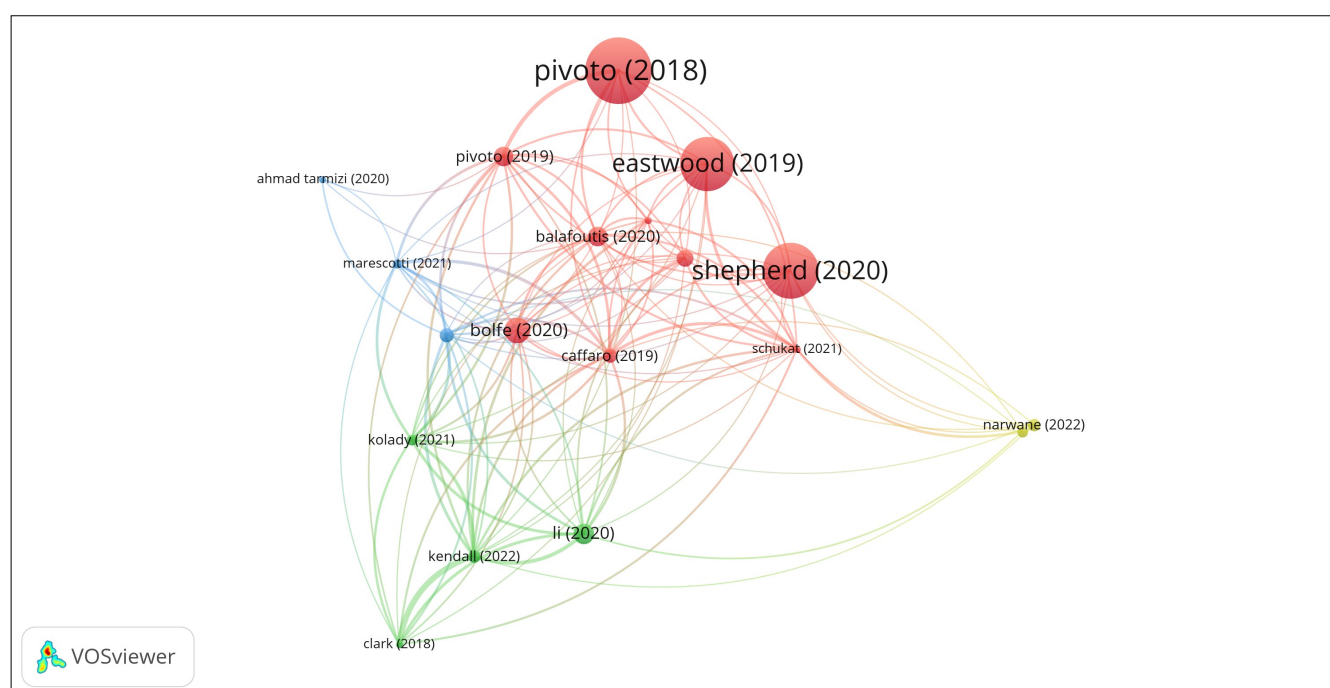 pivoto (2018)
pivoto (2019)
eastwood (2019)
ahmad tarmizi (2020)
balafoutis (2020)
marescotti (2021)
shepherd (2020)
bolfe (2020)
caffaro (2019)
schukat (2021)
narwane (2022)
kolady (2021)
li (2020)
kendall (2022)
clark (2018)
VOSviewer